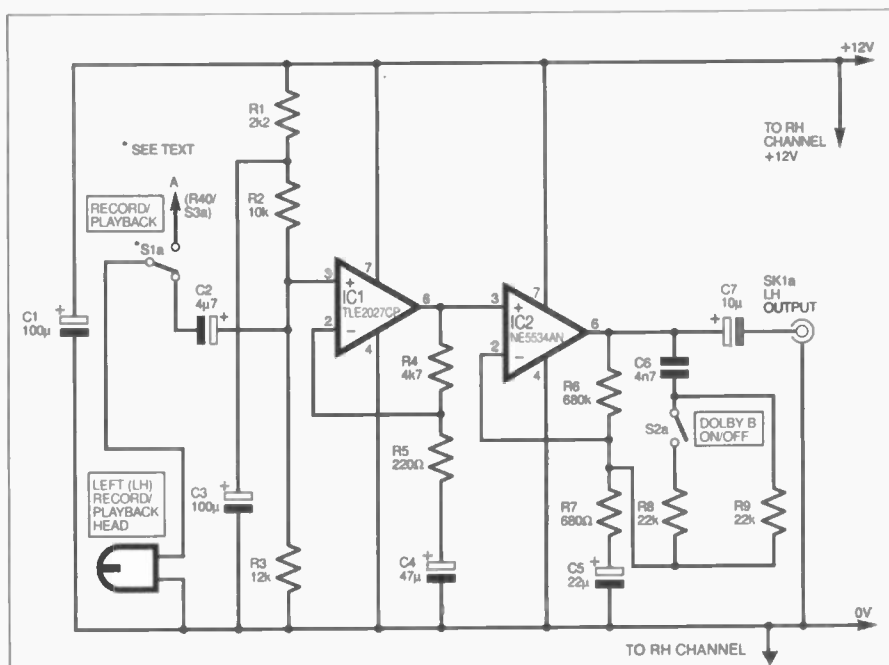 +12V
R1
2k2
TO RH
CHANNEL
+12V
* SEE TEXT
A
(R40/
S3a)
RECORD/
PLAYBACK
R2
10k
*S1a
C2
4µ7
+
C1
100µ
+
3
+
7
IC1
TLE2027CP
6
2
−
4
3
+
7
IC2
NE5534AN
6
2
−
4
C7
10µ
+
SK1a
LH
OUTPUT
R4
4k7
R6
680k
C6
4n7
S2a
DOLBY B
ON/OFF
R5
220Ω
LEFT (LH)
RECORD/
PLAYBACK
HEAD
C3
100µ
+
R7
680Ω
R8
22k
R9
22k
R3
12k
C4
47µ
+
C5
22µ
+
0V
TO RH CHANNEL